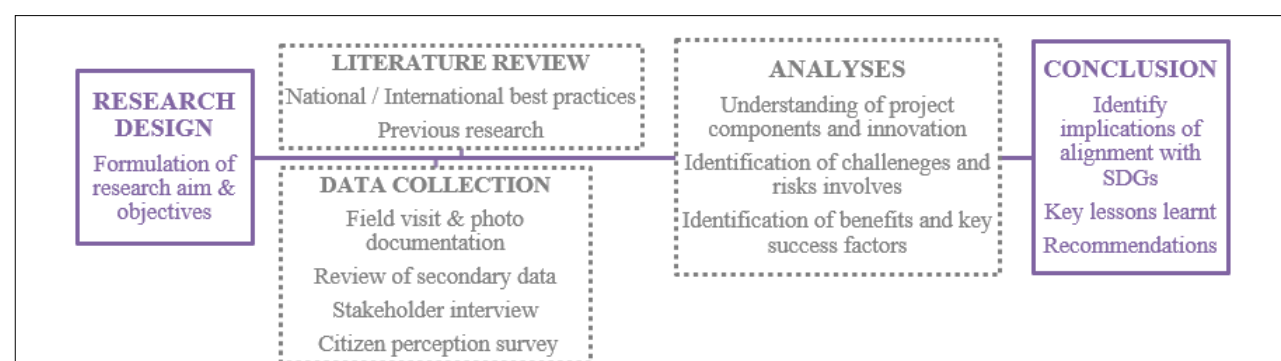 RESEARCH
DESIGN
Formulation of
research aim &
objectives
LITERATURE REVIEW
National / International best practices
Previous research
DATA COLLECTION
Field visit & photo
documentation
Review of secondary data
Stakeholder interview
Citizen perception survey
ANALYSES
Understanding of project
components and innovation
Identification of challeneges and
risks involves
Identification of benefits and key
success factors
CONCLUSION
Identify
implications of
alignment with
SDGs
Key lessons learnt
Recommendations